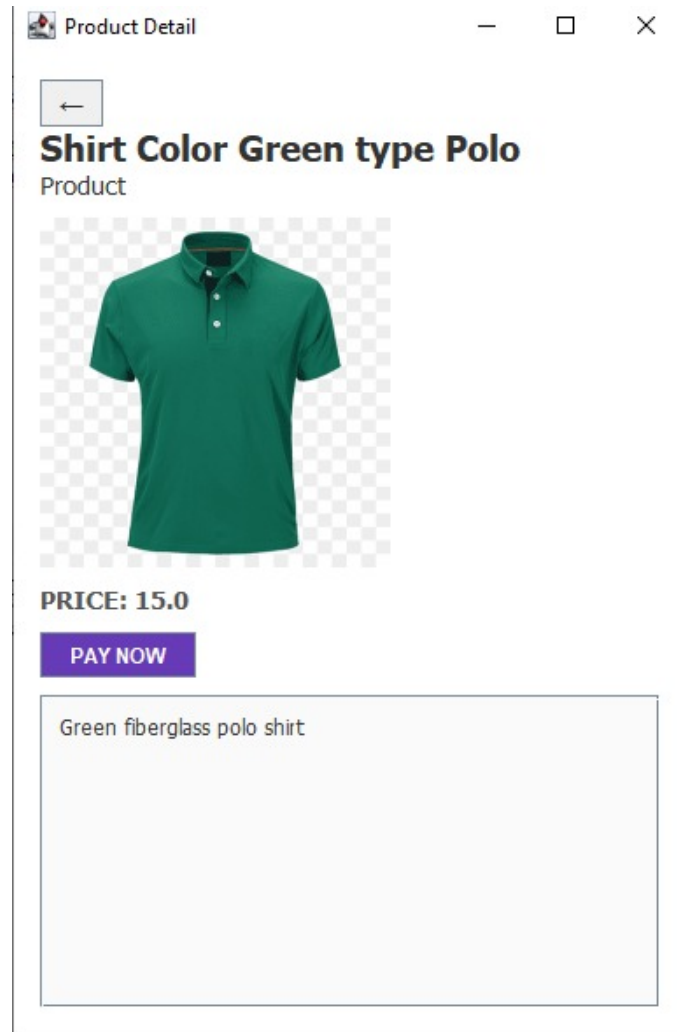 Product Detail
←
Shirt Color Green type Polo
Product
PRICE: 15.0
PAY NOW
Green fiberglass polo shirt